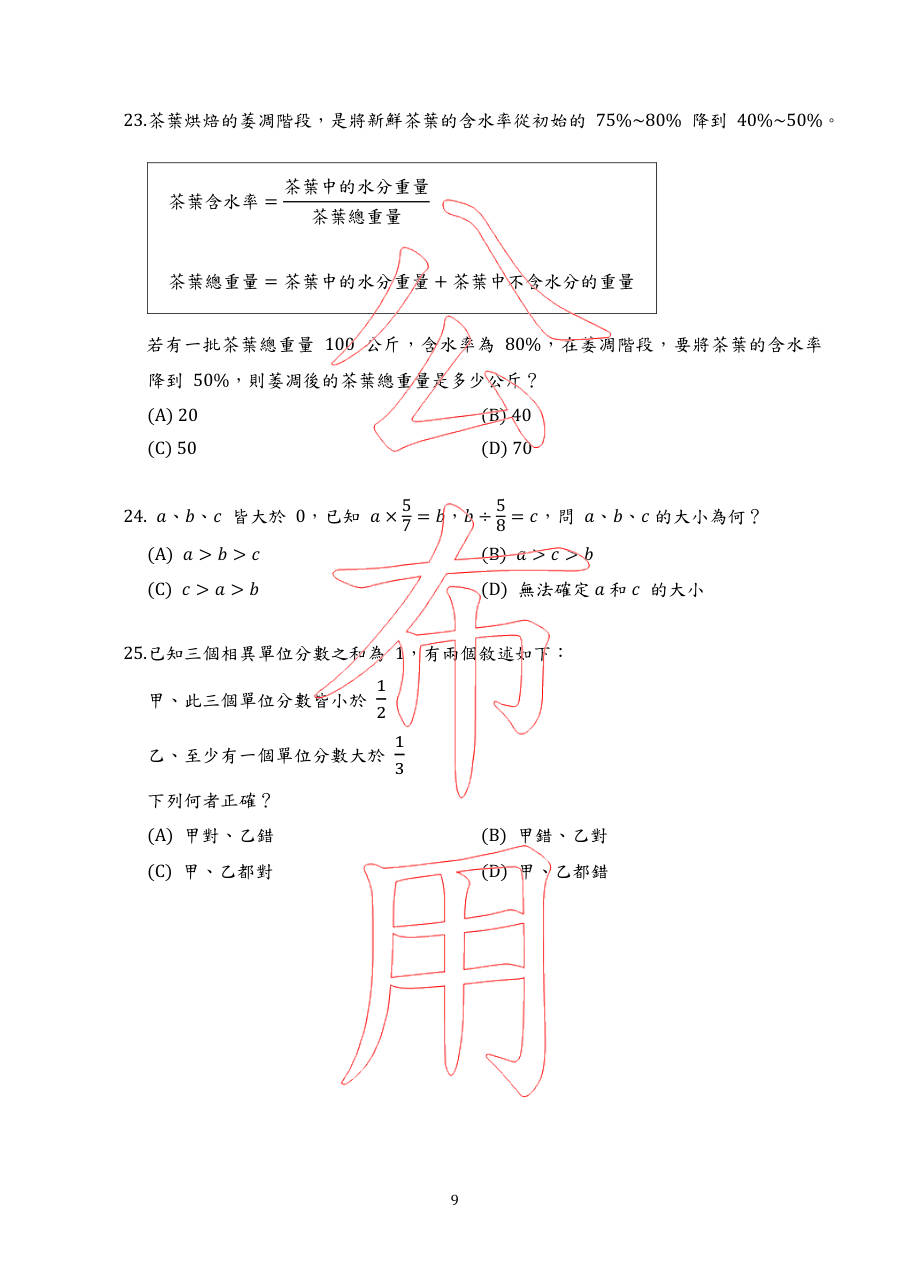 23.茶葉烘焙的萎凋階段，是將新鮮茶葉的含水率從初始的 75%~80% 降到 40%~50%。
茶葉含水率 = 茶葉中的水分重量/茶葉總重量
茶葉總重量 = 茶葉中的水分重量 + 茶葉中不含水分的重量
若有一批茶葉總重量 100 公斤，含水率為 80%，在萎凋階段，要將茶葉的含水率
降到 50%，則萎凋後的茶葉總重量是多少公斤？
(A) 20 (B) 40
(C) 50 (D) 70
24. a、b、c 皆大於 0，已知 a × 5/7 = b，b ÷ 5/8 = c，問 a、b、c 的大小為何？
(A) a > b > c (B) a > c > b
(C) c > a > b (D) 無法確定 a 和 c 的大小
25.已知三個相異單位分數之和為 1，有兩個敘述如下：
甲、此三個單位分數皆小於 1/2
乙、至少有一個單位分數大於 1/3
下列何者正確？
(A) 甲對、乙錯 (B) 甲錯、乙對
(C) 甲、乙都對 (D) 甲、乙都錯
公布用
9